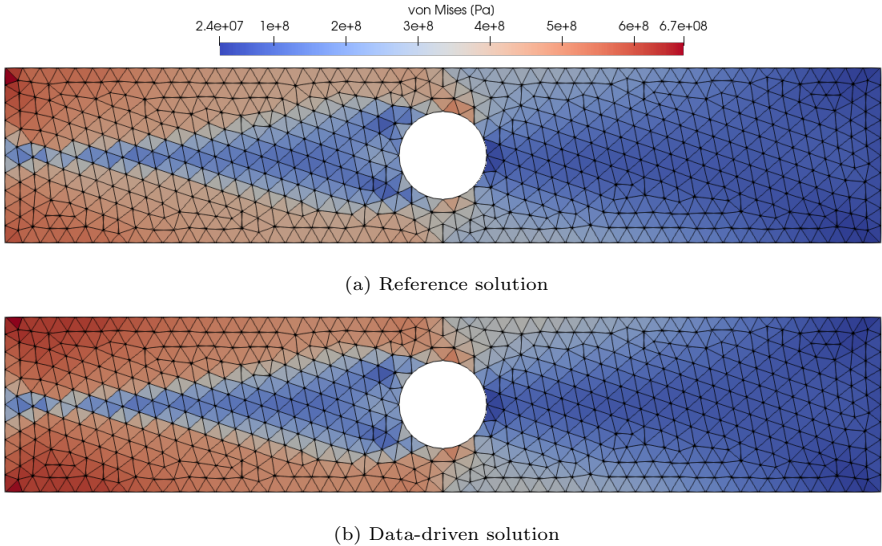 von Mises [Pa]
2.4e+07 1e+8 2e+8 3e+8 4e+8 5e+8 6e+8 6.7e+08
(a) Reference solution
(b) Data-driven solution